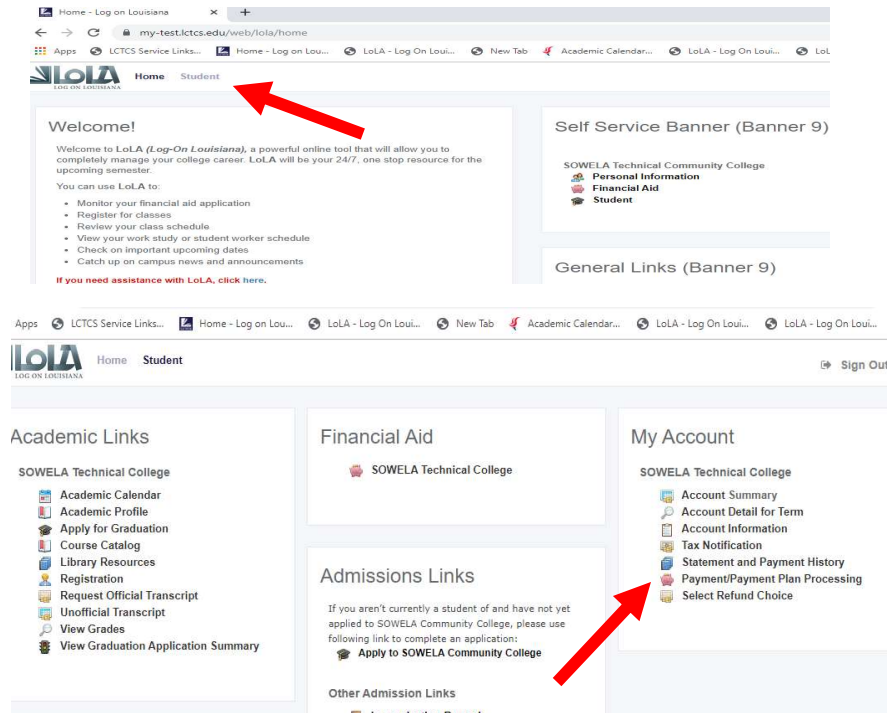 Home - Log on Louisiana × +
my-test.lctcs.edu/web/lola/home
Apps LCTCS Service Links... Home - Log on Lou... LoLA - Log On Loui... New Tab Academic Calendar... LoLA - Log On Loui... LoL
LOLA Home Student
LOG ON LOUISIANA
Welcome!
Welcome to LoLA (Log-On Louisiana), a powerful online tool that will allow you to
completely manage your college career. LoLA will be your 24/7, one stop resource for the
upcoming semester.
You can use LoLA to:
• Monitor your financial aid application
• Register for classes
• Review your class schedule
• View your work study or student worker schedule
• Check on important upcoming dates
• Catch up on campus news and announcements
If you need assistance with LoLA, click here.
Self Service Banner (Banner 9)
SOWELA Technical Community College
Personal Information
Financial Aid
Student
General Links (Banner 9)
Apps LCTCS Service Links... Home - Log on Lou... LoLA - Log On Loui... New Tab Academic Calendar... LoLA - Log On Loui... LoLA - Log On Loui...
LOLA Home Student Sign Out
LOG ON LOUISIANA
Academic Links
SOWELA Technical College
Academic Calendar
Academic Profile
Apply for Graduation
Course Catalog
Library Resources
Registration
Request Official Transcript
Unofficial Transcript
View Grades
View Graduation Application Summary
Financial Aid
SOWELA Technical College
Admissions Links
If you aren't currently a student of and have not yet
applied to SOWELA Community College, please use
following link to complete an application:
Apply to SOWELA Community College
Other Admission Links
My Account
SOWELA Technical College
Account Summary
Account Detail for Term
Account Information
Tax Notification
Statement and Payment History
Payment/Payment Plan Processing
Select Refund Choice